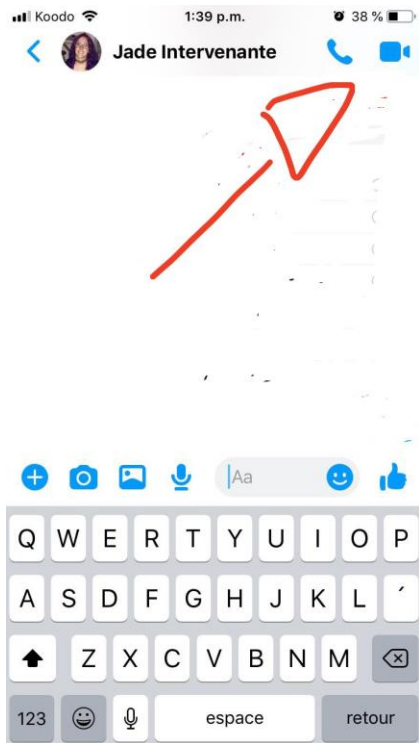 Koodo 1:39 p.m. 38 %
Jade Intervenante
Aa
Q W E R T Y U I O P
A S D F G H J K L ´
Z X C V B N M
123 espace retour